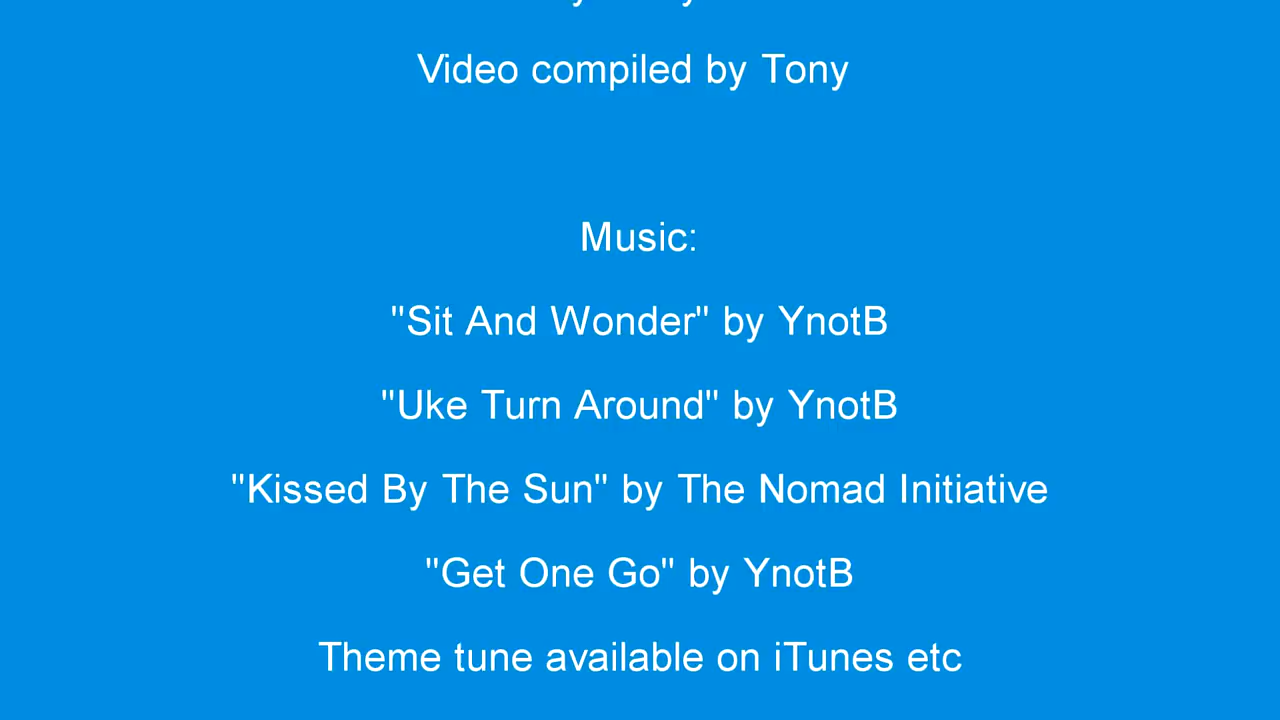 Video compiled by Tony
Music:
"Sit And Wonder" by YnotB
"Uke Turn Around" by YnotB
"Kissed By The Sun" by The Nomad Initiative
"Get One Go" by YnotB
Theme tune available on iTunes etc